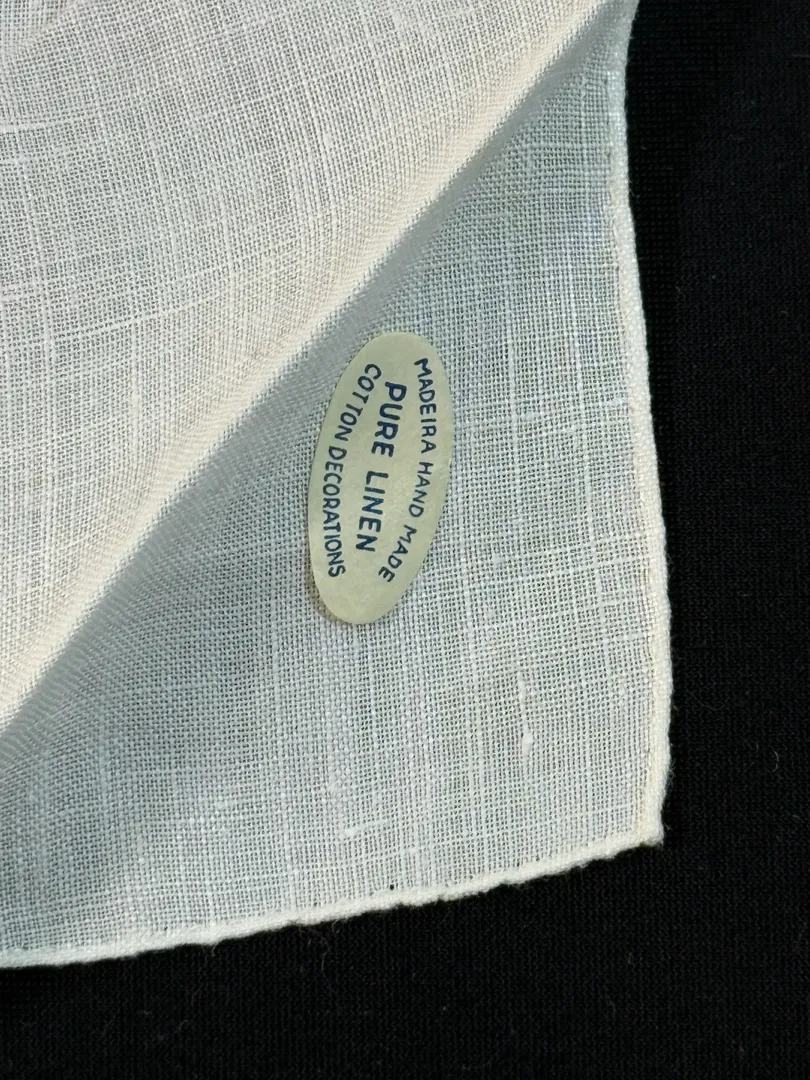 MADEIRA HAND MADE
PURE LINEN
COTTON DECORATIONS